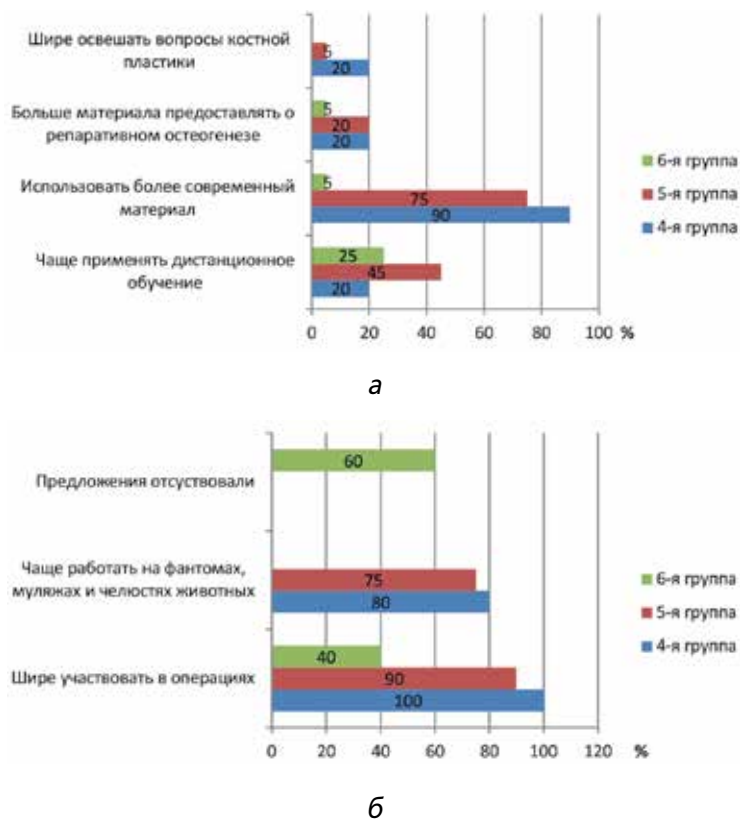 Шире освешать вопросы костной
пластики
5
20
Больше материала предоставлять о
репаративном остеогенезе
5
20
20
Использовать более современный
материал
5
75
90
Чаще применять дистанционное
обучение
25
45
20
0 20 40 60 80 100 %
6-я группа
5-я группа
4-я группа
а
Предложения отсуствовали
60
Чаще работать на фантомах,
муляжах и челюстях животных
75
80
Шире участвовать в операциях
40
90
100
0 20 40 60 80 100 120 %
6-я группа
5-я группа
4-я группа
б